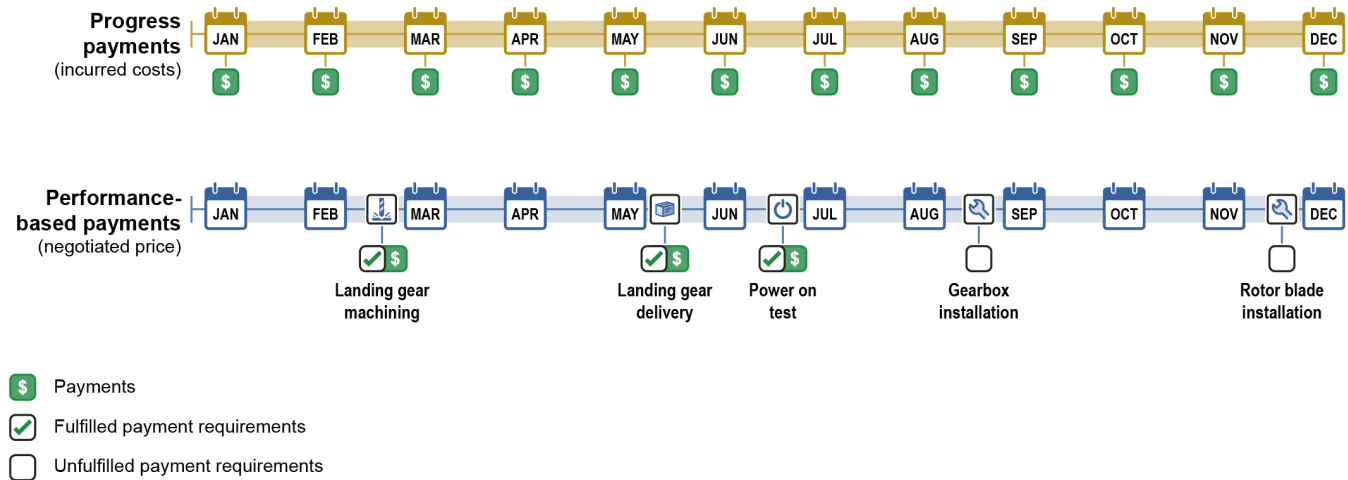 Progress
payments
(incurred costs)
JAN FEB MAR APR MAY JUN JUL AUG SEP OCT NOV DEC
$ $ $ $ $ $ $ $ $ $ $ $
Performance-
based payments
(negotiated price)
JAN FEB MAR APR MAY JUN JUL AUG SEP OCT NOV DEC
$ $ $
Landing gear
machining
Landing gear
delivery
Power on
test
Gearbox
installation
Rotor blade
installation
$ Payments
Fulfilled payment requirements
Unfulfilled payment requirements